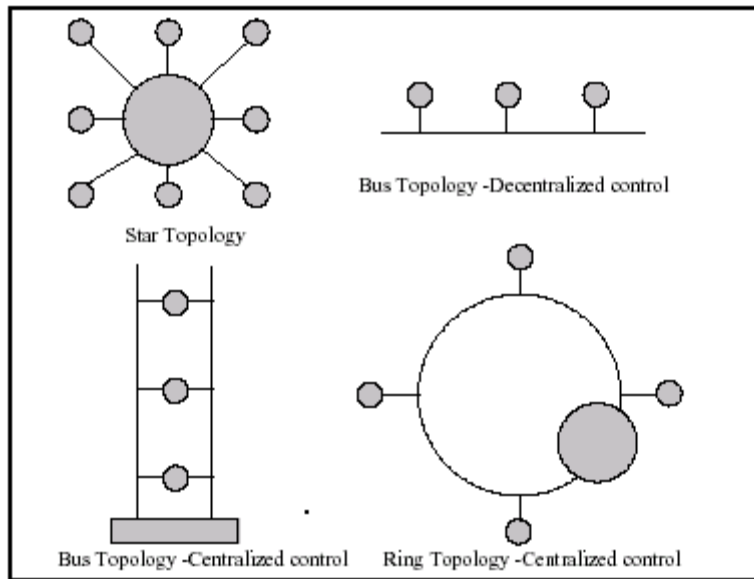 Star Topology
Bus Topology -Decentralized control
Bus Topology -Centralized control
Ring Topology -Centralized control